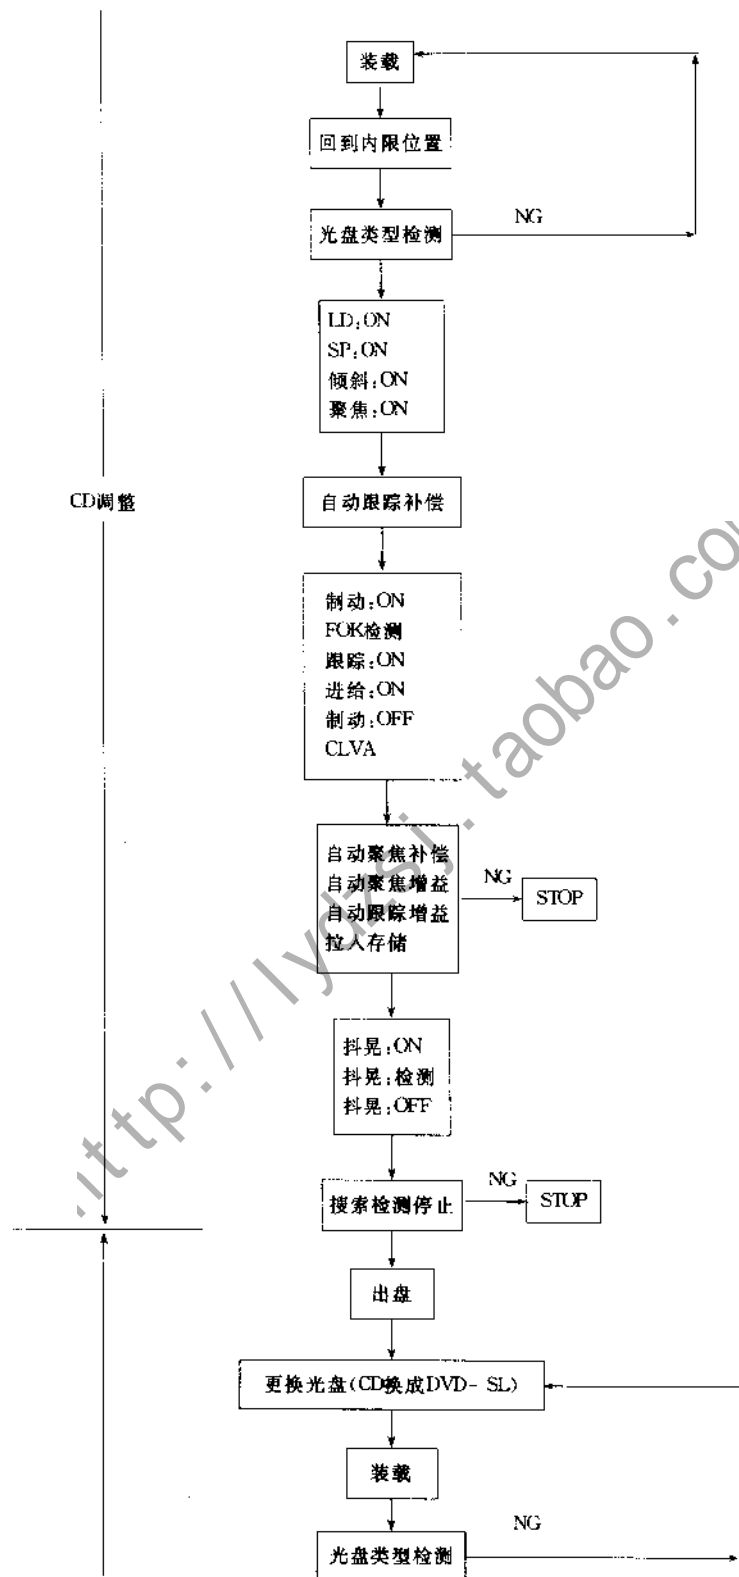 装载
回到内限位置
光盘类型检测
NG
LD:ON
SP:ON
倾斜:ON
聚焦:ON
CD调整
自动跟踪补偿
制动:ON
FOK检测
跟踪:ON
进给:ON
制动:OFF
CLVA
自动聚焦补偿
自动聚焦增益
自动跟踪增益
拉入存储
NG
STOP
抖晃:ON
抖晃:检测
抖晃:OFF
搜索检测停止
NG
STOP
出盘
更换光盘(CD换成DVD-SL)
装载
光盘类型检测
NG
http://lydzsj.taobao.com